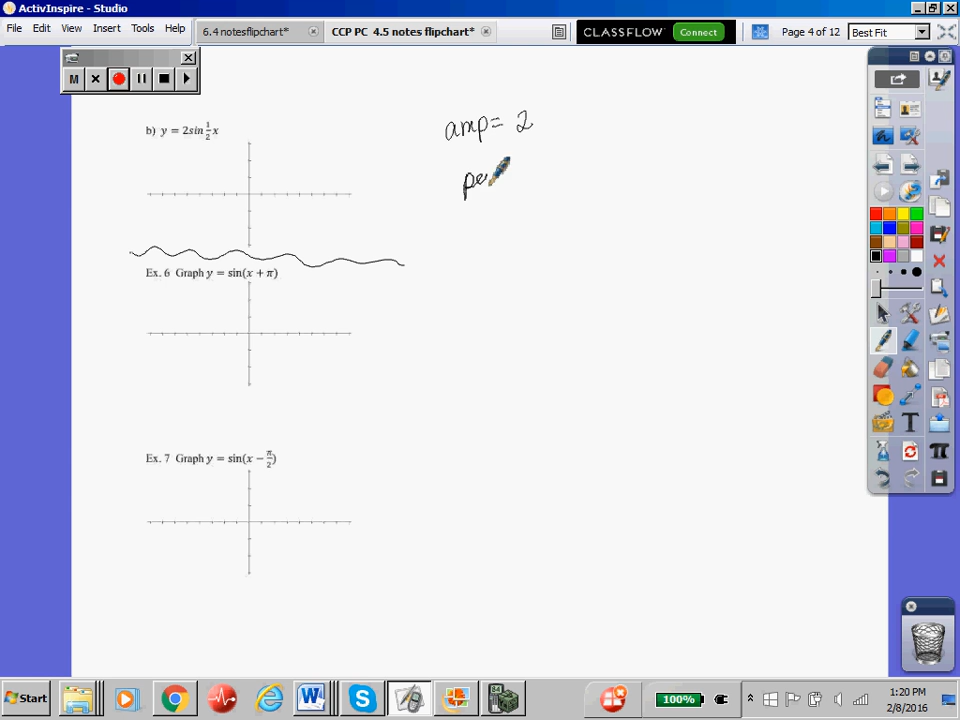 ActivInspire - Studio
File Edit View Insert Tools Help
6.4 notesflipchart*
CCP PC 4.5 notes flipchart*
CLASSFLOW Connect
Page 4 of 12
Best Fit
M
b) y = 2sin 1/2 x
amp= 2
pe
Ex. 6 Graph y = sin(x + π)
Ex. 7 Graph y = sin(x − π/2)
T
π
Start
W
S
84
100%
1:20 PM
2/8/2016